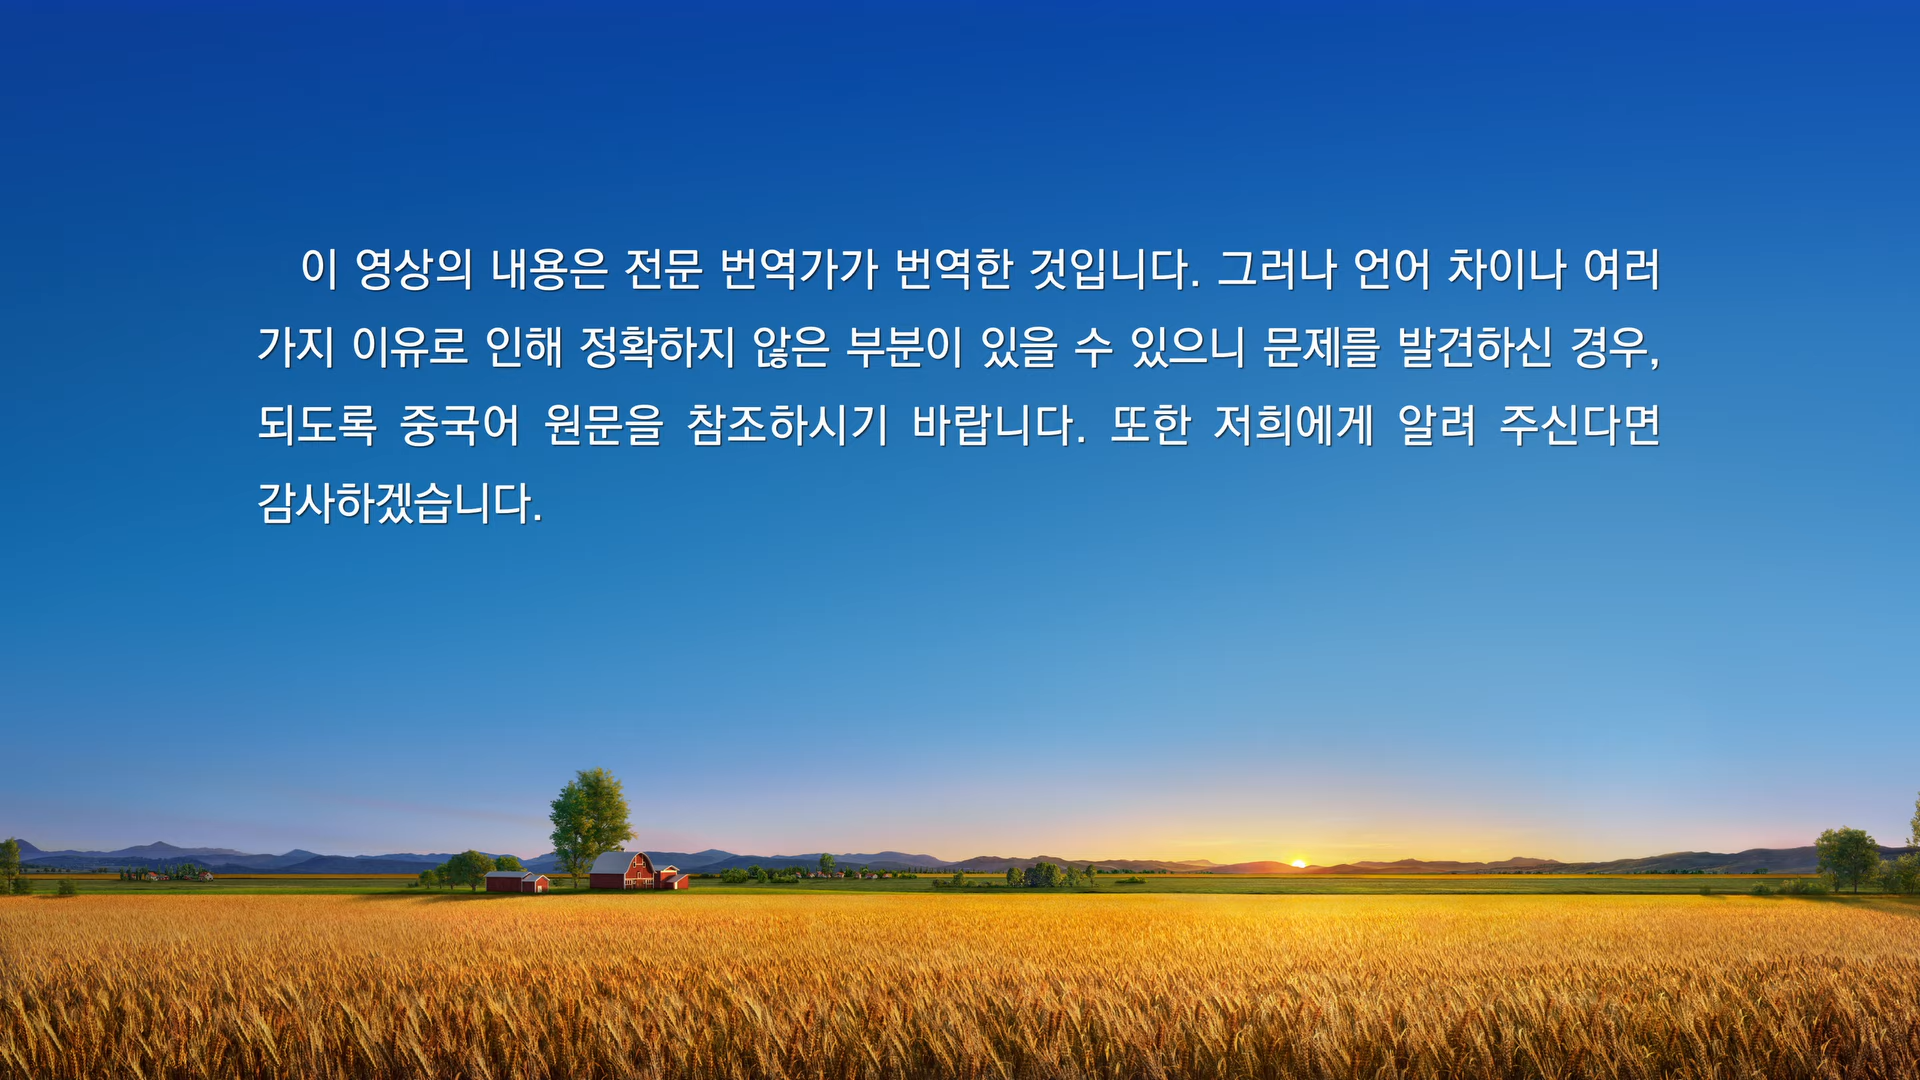 이 영상의 내용은 전문 번역가가 번역한 것입니다. 그러나 언어 차이나 여러
가지 이유로 인해 정확하지 않은 부분이 있을 수 있으니 문제를 발견하신 경우,
되도록 중국어 원문을 참조하시기 바랍니다. 또한 저희에게 알려 주신다면
감사하겠습니다.